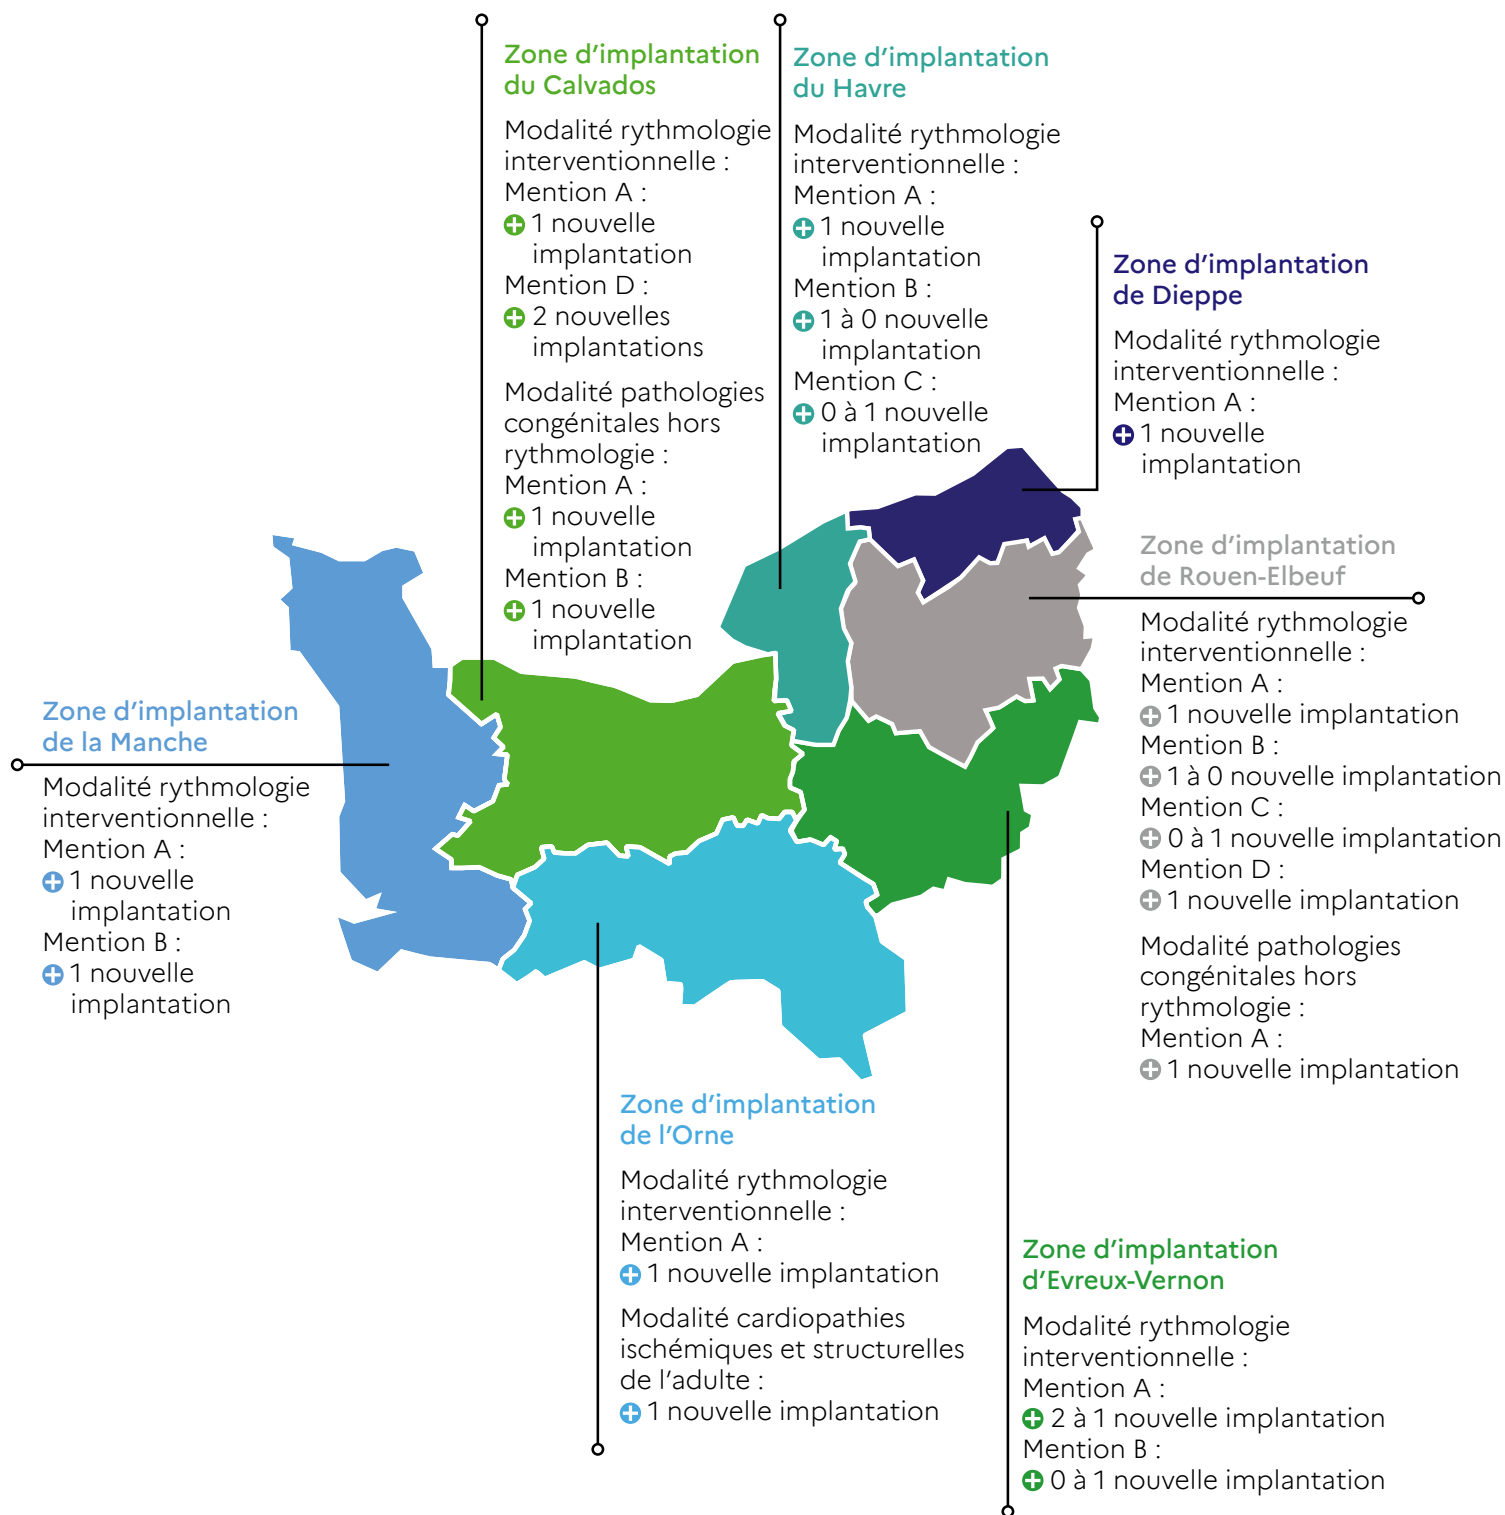 Zone d'implantation
du Calvados
Modalité rythmologie
interventionnelle :
Mention A :
1 nouvelle
implantation
Mention D :
2 nouvelles
implantations
Modalité pathologies
congénitales hors
rythmologie :
Mention A :
1 nouvelle
implantation
Mention B :
1 nouvelle
implantation
Zone d'implantation
du Havre
Modalité rythmologie
interventionnelle :
Mention A :
1 nouvelle
implantation
Mention B :
1 à 0 nouvelle
implantation
Mention C :
0 à 1 nouvelle
implantation
Zone d'implantation
de Dieppe
Modalité rythmologie
interventionnelle :
Mention A :
1 nouvelle
implantation
Zone d'implantation
de Rouen-Elbeuf
Modalité rythmologie
interventionnelle :
Mention A :
1 nouvelle implantation
Mention B :
1 à 0 nouvelle implantation
Mention C :
0 à 1 nouvelle implantation
Mention D :
1 nouvelle implantation
Modalité pathologies
congénitales hors
rythmologie :
Mention A :
1 nouvelle implantation
Zone d'implantation
de la Manche
Modalité rythmologie
interventionnelle :
Mention A :
1 nouvelle
implantation
Mention B :
1 nouvelle
implantation
Zone d'implantation
de l'Orne
Modalité rythmologie
interventionnelle :
Mention A :
1 nouvelle implantation
Modalité cardiopathies
ischémiques et structurelles
de l'adulte :
1 nouvelle implantation
Zone d'implantation
d'Evreux-Vernon
Modalité rythmologie
interventionnelle :
Mention A :
2 à 1 nouvelle implantation
Mention B :
0 à 1 nouvelle implantation